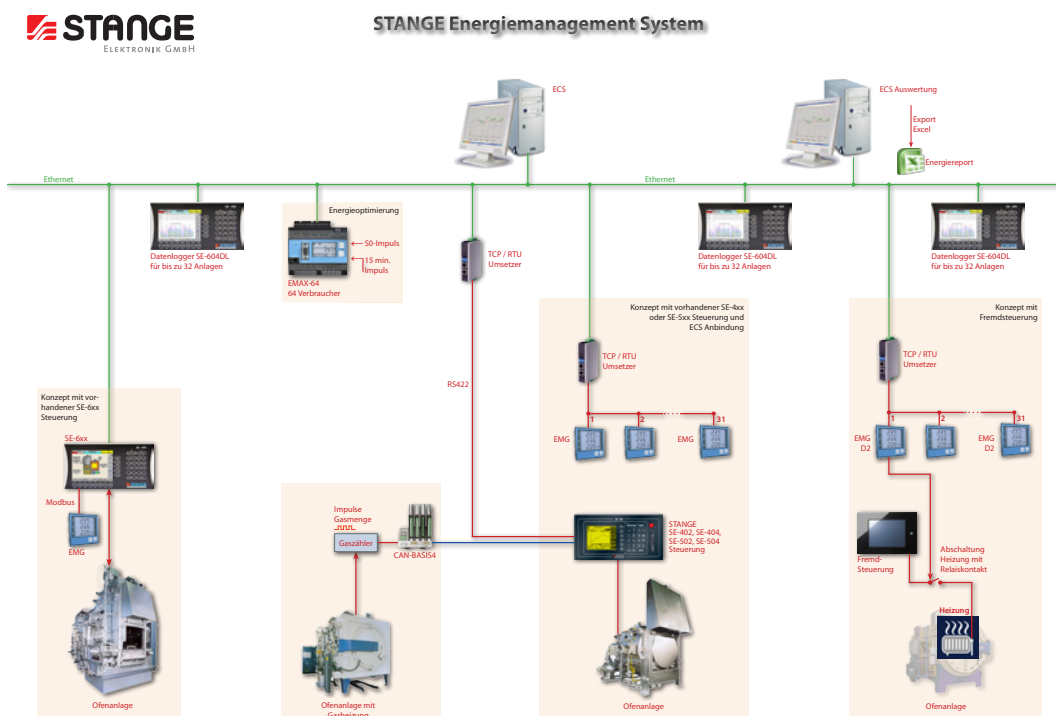 STANGE
ELEKTRONIK GMBH
STANGE Energiemanagement System
ECS
ECS Auswertung
Export
Excel
Energiereport
Ethernet
Ethernet
Datenlogger SE-604DL
für bis zu 32 Anlagen
Energieoptimierung
S0-Impuls
15 min.
Impuls
EMAX-64
64 Verbraucher
TCP / RTU
Umsetzer
Datenlogger SE-604DL
für bis zu 32 Anlagen
Datenlogger SE-604DL
für bis zu 32 Anlagen
RS422
Konzept mit vor-
handener SE-6xx
Steuerung
SE-6xx
Modbus
EMG
Ofenanlage
Impulse
Gasmenge
Gaszähler
CAN-BASIS4
Ofenanlage mit
Gasheizung
Konzept mit vorhandener SE-4xx
oder SE-5xx Steuerung und
ECS Anbindung
TCP / RTU
Umsetzer
1
2
31
EMG
EMG
STANGE
SE-402, SE-404,
SE-502, SE-504
Steuerung
Ofenanlage
Konzept mit
Fremdsteuerung
TCP / RTU
Umsetzer
1
2
31
EMG
D2
EMG
D2
Fremd-
Steuerung
Abschaltung
Heizung mit
Relaiskontakt
Heizung
Ofenanlage